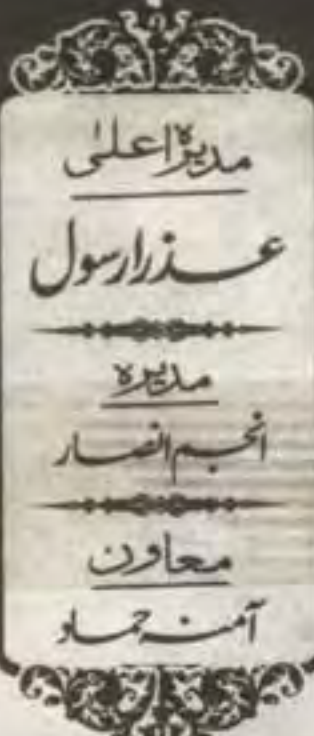 مدیرۂ اعلیٰ
عذرا رسول
مدیرہ
انجم انصار
معاون
آمنہ حماد